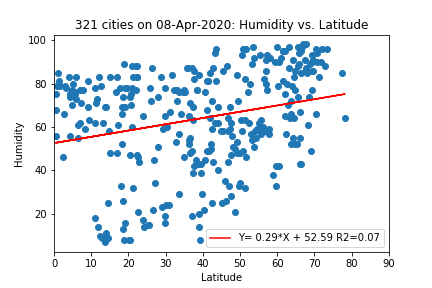 321 cities on 08-Apr-2020: Humidity vs. Latitude
100
80
60
40
20
Humidity
0 10 20 30 40 50 60 70 80 90
Latitude
Y= 0.29*X + 52.59 R2=0.07